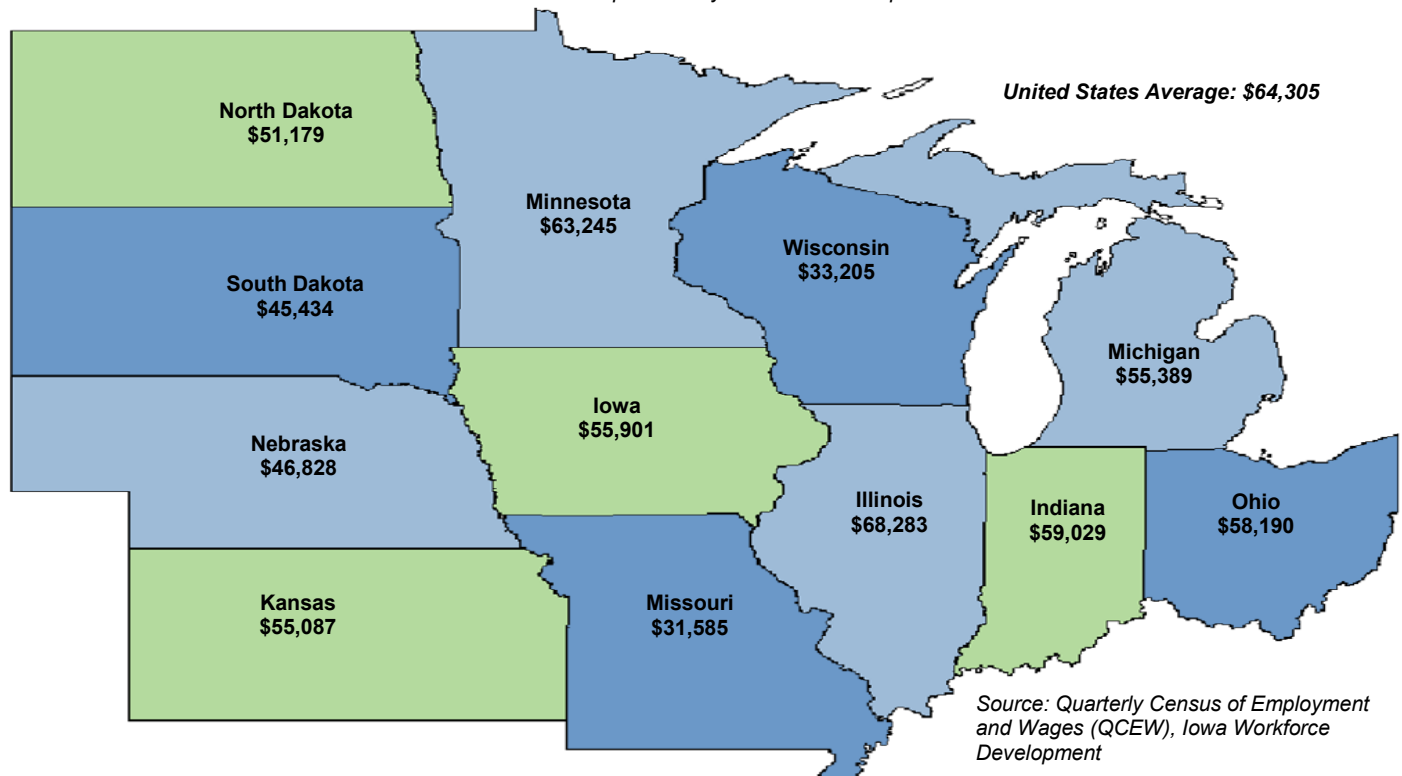 United States Average: $64,305
North Dakota
$51,179
Minnesota
$63,245
Wisconsin
$33,205
South Dakota
$45,434
Michigan
$55,389
Iowa
$55,901
Nebraska
$46,828
Illinois
$68,283
Indiana
$59,029
Ohio
$58,190
Kansas
$55,087
Missouri
$31,585
Source: Quarterly Census of Employment
and Wages (QCEW), Iowa Workforce
Development